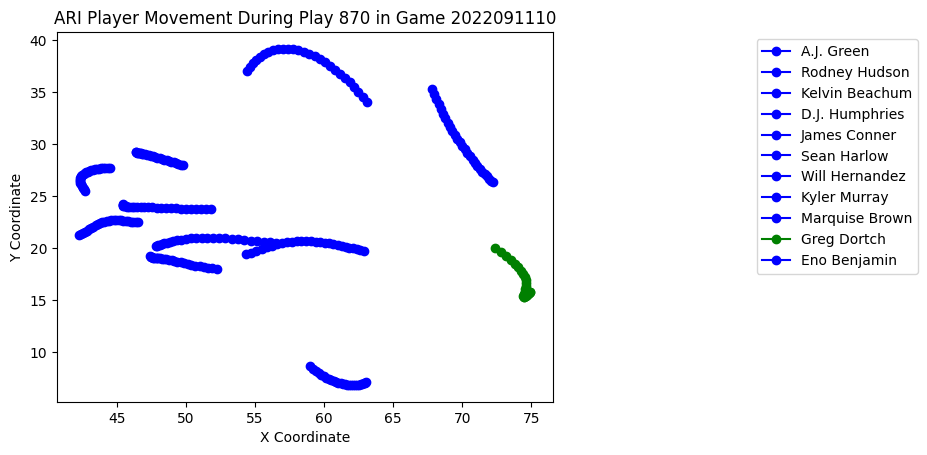 ARI Player Movement During Play 870 in Game 2022091110
40
35
30
25
20
15
10
Y Coordinate
45 50 55 60 65 70 75
X Coordinate
A.J. Green
Rodney Hudson
Kelvin Beachum
D.J. Humphries
James Conner
Sean Harlow
Will Hernandez
Kyler Murray
Marquise Brown
Greg Dortch
Eno Benjamin